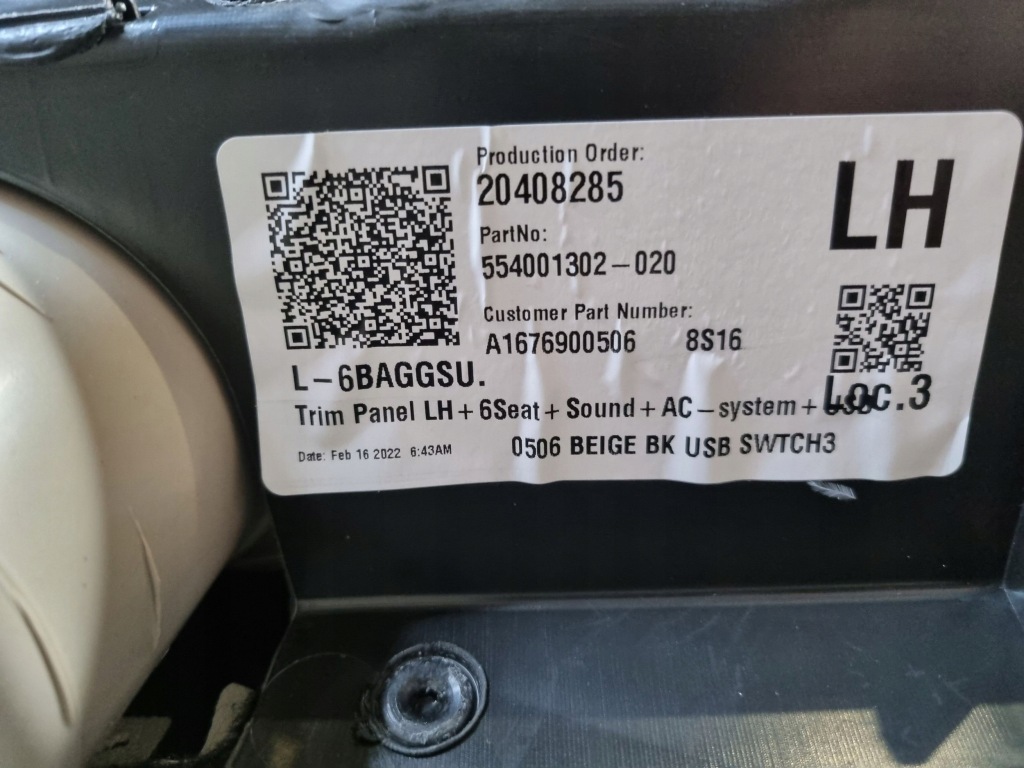 Production Order:
20408285
LH
PartNo:
554001302-020
Customer Part Number:
A1676900506 8S16
L-6BAGGSU.
Loc.3
Trim Panel LH + 6Seat + Sound + AC-system + USB
Date: Feb 16 2022 6:43AM
0506 BEIGE BK USB SWTCH3